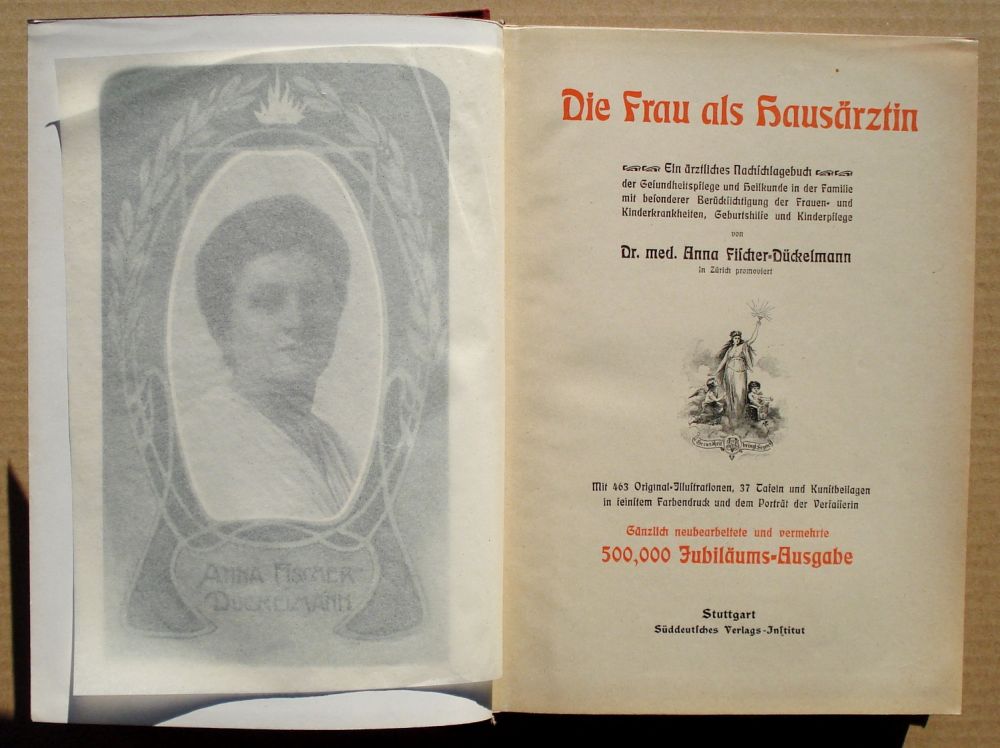 ANNA FISCHER
DÜCKELMANN
Die Frau als Hausärztin
Ein ärztliches Nachſchlagebuch
der Geſundheitspflege und Heilkunde in der Familie
mit beſonderer Berückſichtigung der Frauen- und
Kinderkrankheiten, Geburtshilfe und Kinderpflege
von
Dr. med. Anna Fiſcher-Dückelmann
in Zürich promoviert
Geſundheit bringt Segen
Mit 463 Original-Illuſtrationen, 37 Tafeln und Kunſtbeilagen
in feinſtem Farbendruck und dem Porträt der Verfaſſerin
Gänzlich neubearbeitete und vermehrte
500,000 Jubiläums-Ausgabe
Stuttgart
Süddeutſches Verlags-Inſtitut